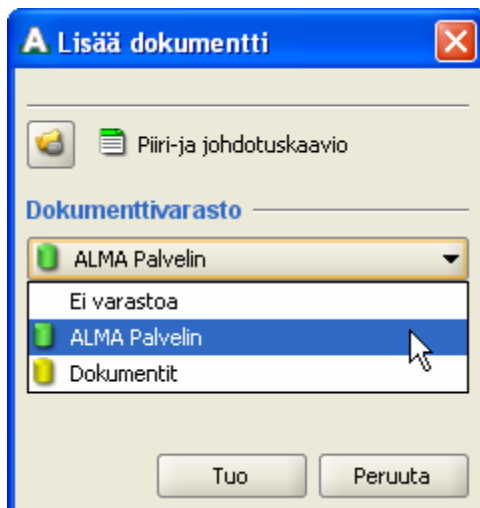 Lisää dokumentti
Piiri-ja johdotuskaavio
Dokumenttivarasto
ALMA Palvelin
Ei varastoa
ALMA Palvelin
Dokumentit
Tuo Peruuta